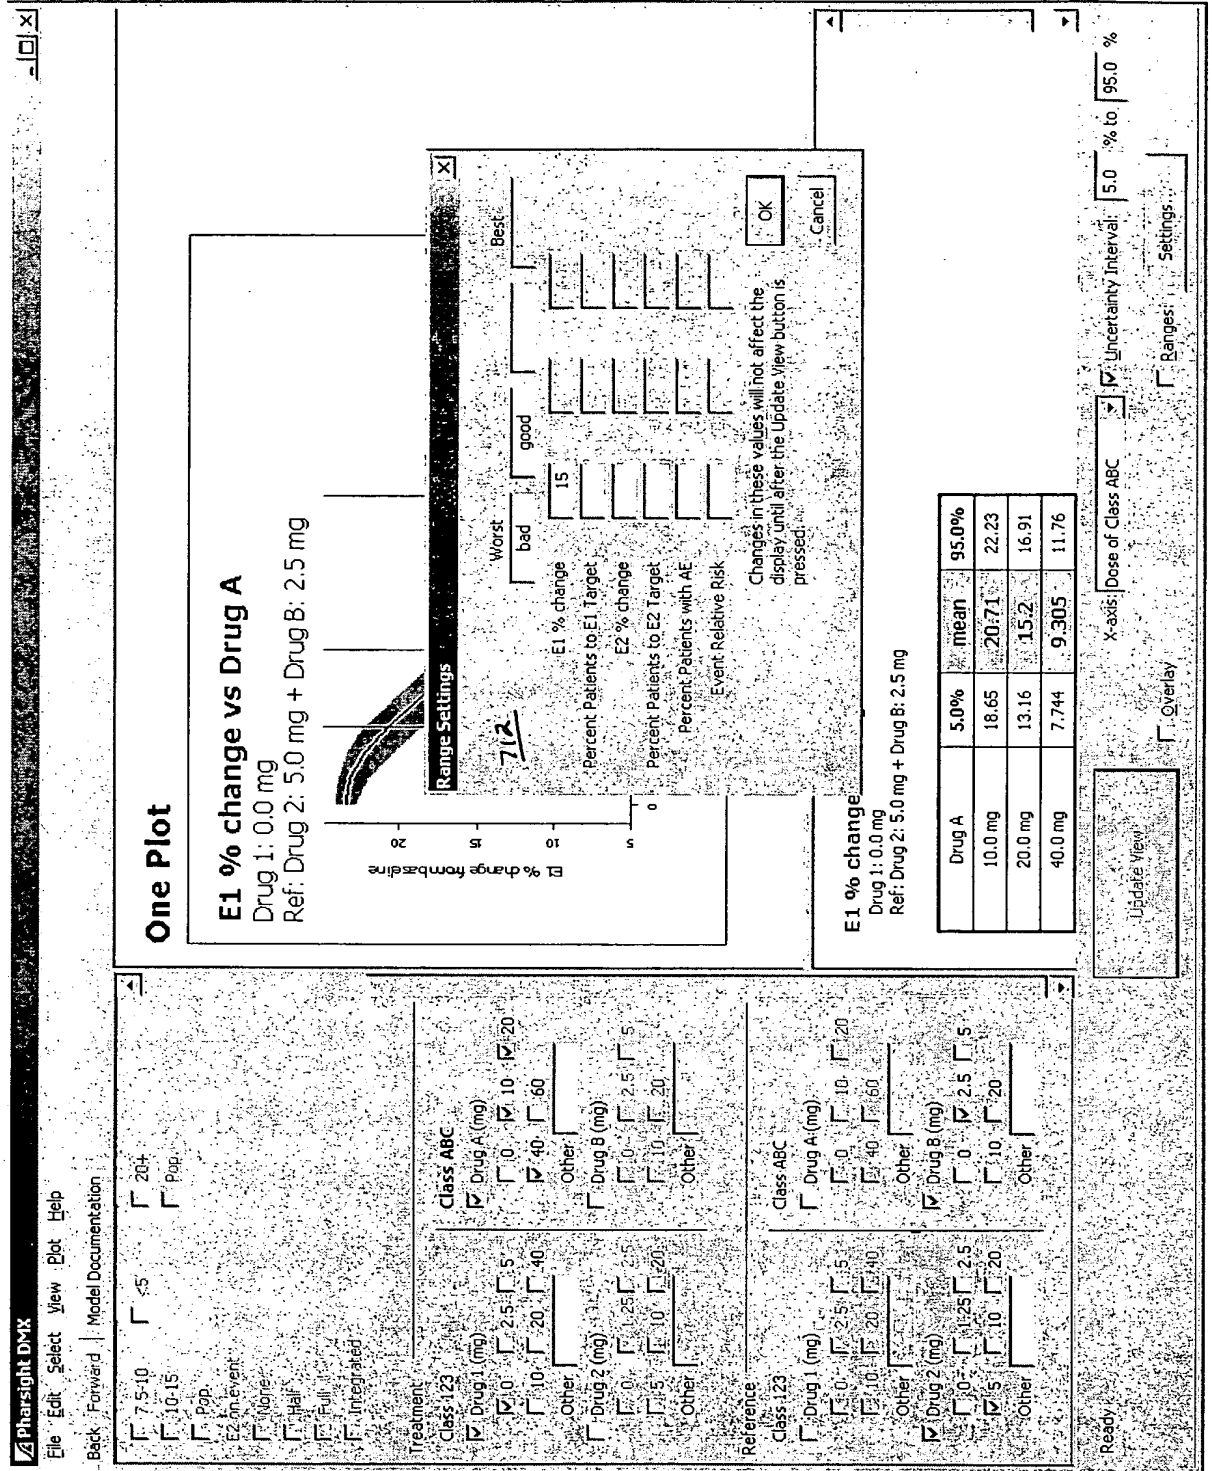 Pharsight DMX
File Edit Select View Plot Help
Back Forward Model Documentation
7.5-10 <5 20+
10-15 Pop
Pop.
E2 on event
None
Half
Full
Integrated
Treatment
Class 123
Drug 1 (mg)
0 2.5 5
10 20 40
Other
Drug 2 (mg)
0 1.25 2.5
5 10 20
Other
Class ABC
Drug A (mg)
0 10 20
40 60
Other
Drug B (mg)
0 2.5 5
10 20
Other
Reference
Class 123
Drug 1 (mg)
0 2.5 5
10 20 40
Other
Drug 2 (mg)
0 1.25 2.5
5 10 20
Other
Class ABC
Drug A (mg)
0 10 20
40 60
Other
Drug B (mg)
0 2.5 5
10 20
Other
One Plot
E1 % change vs Drug A
Drug 1: 0.0 mg
Ref: Drug 2: 5.0 mg + Drug B: 2.5 mg
E1 % change from baseline
20
15
10
5
0
Range Settings
712
Worst Best
bad good
E1 % change 15
Percent Patients to E1 Target
E2 % change
Percent Patients to E2 Target
Percent Patients with AE
Event Relative Risk
Changes in these values will not affect the
display until after the Update View button is
pressed.
OK
Cancel
E1 % change
Drug 1: 0.0 mg
Ref: Drug 2: 5.0 mg + Drug B: 2.5 mg
Drug A 5.0% mean 95.0%
10.0 mg 18.65 20.71 22.23
20.0 mg 13.16 15.2 16.91
40.0 mg 7.744 9.305 11.76
Update View
Overlay
X-axis: Dose of Class ABC
Uncertainty Interval: 5.0 % to 95.0 %
Ranges: Settings...
Ready